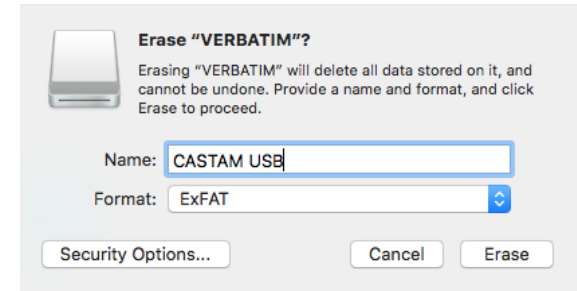 Erase “VERBATIM”?
Erasing “VERBATIM” will delete all data stored on it, and
cannot be undone. Provide a name and format, and click
Erase to proceed.
Name: CASTAM USB
Format: ExFAT
Security Options... Cancel Erase